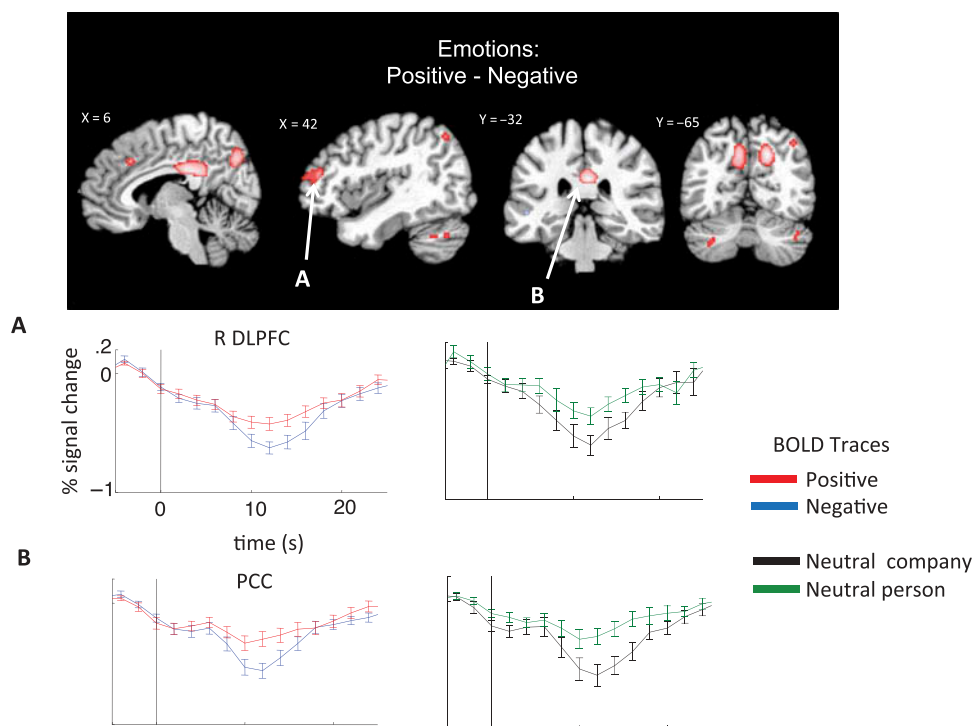 Emotions:
Positive - Negative
X = 6
X = 42
Y = −32
Y = −65
A
B
A
R DLPFC
.2
0
% signal change
−1
0
20
time (s)
BOLD Traces
Positive
Negative
Neutral company
Neutral person
B
PCC